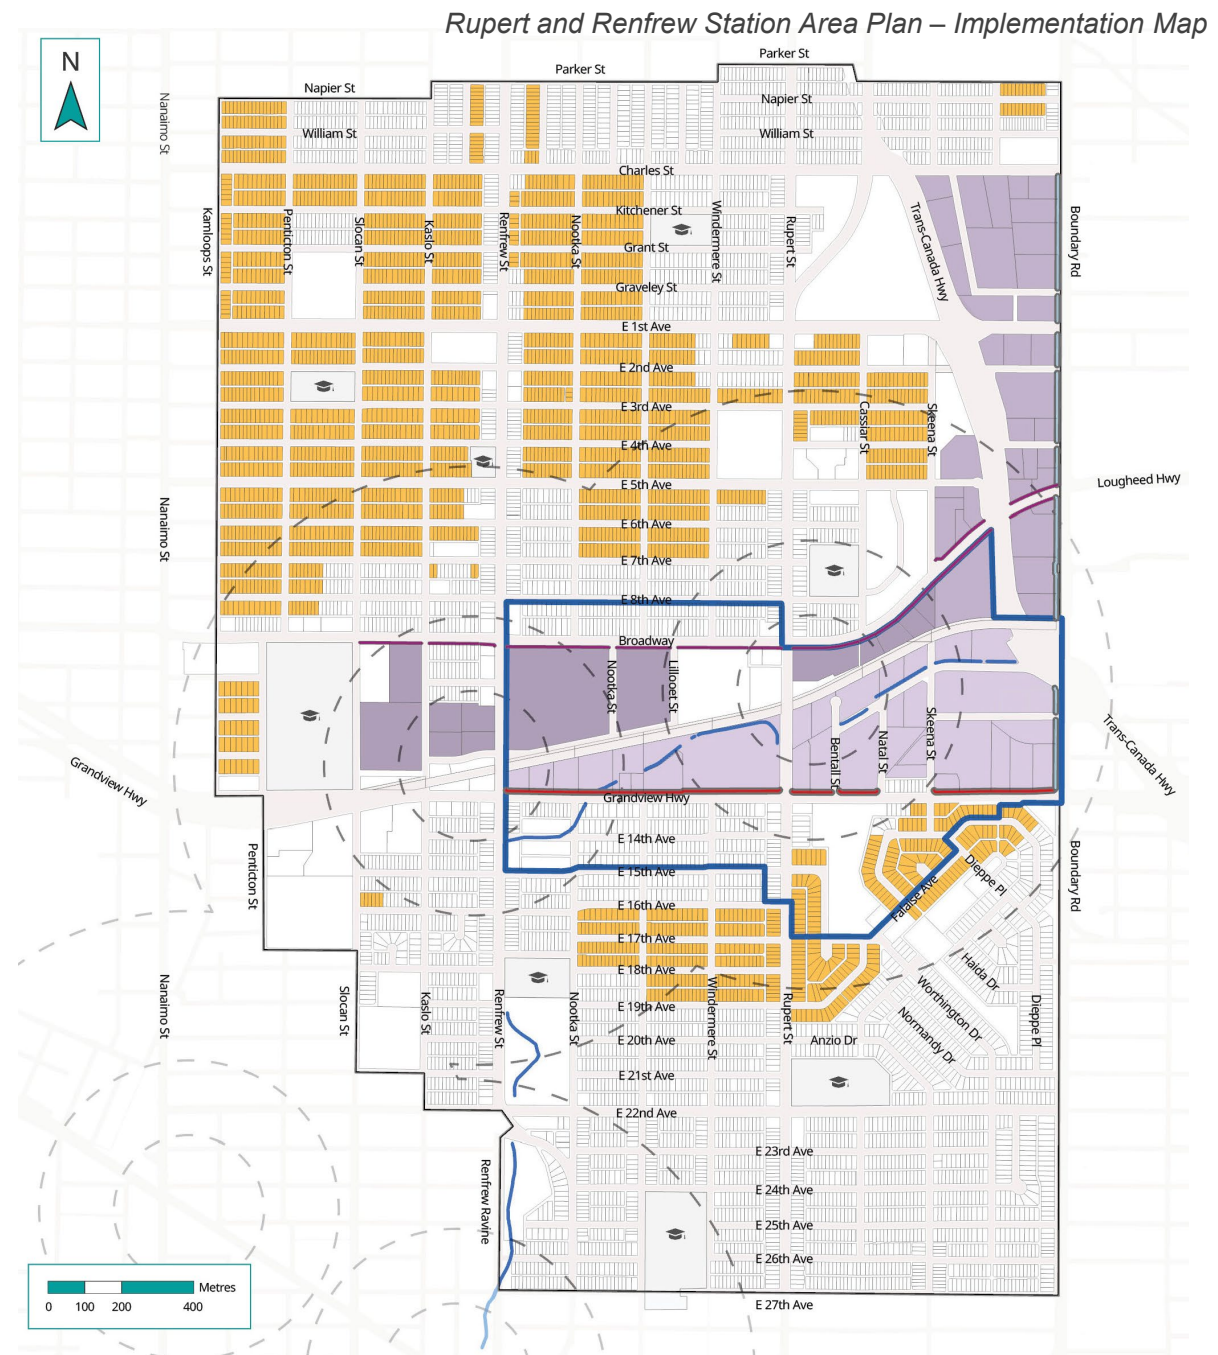 Rupert and Renfrew Station Area Plan – Implementation Map
N
Parker St
Parker St
Napier St
Napier St
William St
William St
Nanaimo St
Charles St
Kitchener St
Grant St
Graveley St
Kamloops St
Penticton St
Slocan St
Kaslo St
Renfrew St
Nootka St
Windermere St
Rupert St
Trans-Canada Hwy
Boundary Rd
E 1st Ave
E 2nd Ave
E 3rd Ave
Cassiar St
Skeena St
E 4th Ave
E 5th Ave
Lougheed Hwy
Nanaimo St
E 6th Ave
E 7th Ave
E 8th Ave
Broadway
Nootka St
Lillooet St
Bentall St
Natal St
Skeena St
Trans-Canada Hwy
Grandview Hwy
Grandview Hwy
E 14th Ave
Penticton St
E 15th Ave
Dieppe Pl
Falaise Ave
Boundary Rd
E 16th Ave
E 17th Ave
E 18th Ave
Nanaimo St
Slocan St
Kaslo St
Renfrew St
Nootka St
Windermere St
Rupert St
Haida Dr
Worthington Dr
Normandy Dr
Dieppe Pl
E 19th Ave
E 20th Ave
Anzio Dr
E 21st Ave
E 22nd Ave
E 23rd Ave
Renfrew Ravine
E 24th Ave
E 25th Ave
E 26th Ave
E 27th Ave
Metres
0 100 200 400